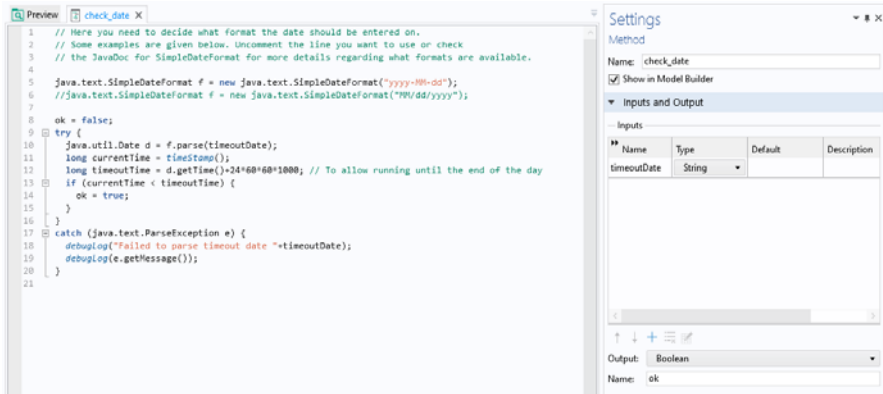 Preview
check_date
1 // Here you need to decide what format the date should be entered on.
2 // Some examples are given below. Uncomment the line you want to use or check
3 // the JavaDoc for SimpleDateFormat for more details regarding what formats are available.
4
5 java.text.SimpleDateFormat f = new java.text.SimpleDateFormat("yyyy-MM-dd");
6 //java.text.SimpleDateFormat f = new java.text.SimpleDateFormat("MM/dd/yyyy");
7
8 ok = false;
9 try {
10 java.util.Date d = f.parse(timeoutDate);
11 long currentTime = timeStamp();
12 long timeoutTime = d.getTime()+24*60*60*1000; // To allow running until the end of the day
13 if (currentTime < timeoutTime) {
14 ok = true;
15 }
16 }
17 catch (java.text.ParseException e) {
18 debugLog("Failed to parse timeout date "+timeoutDate);
19 debugLog(e.getMessage());
20 }
21
Settings
Method
Name: check_date
Show in Model Builder
Inputs and Output
Inputs
Name Type Default Description
timeoutDate String
Output: Boolean
Name: ok